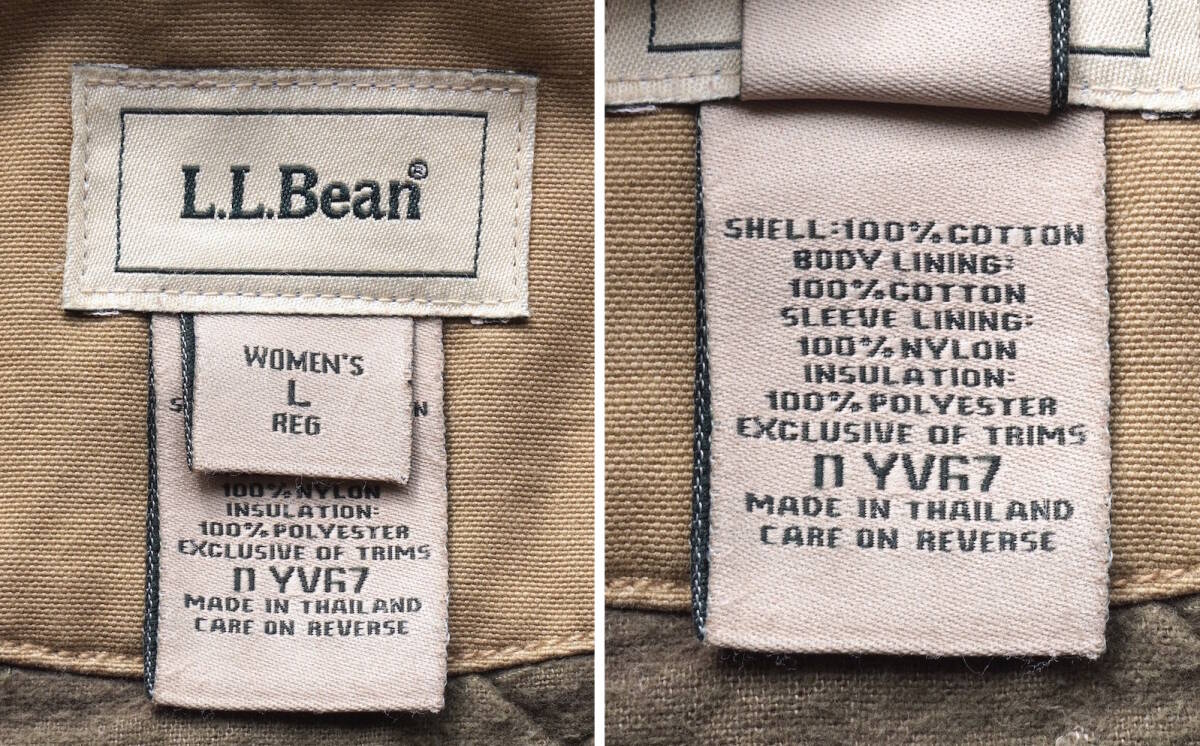 L.L.Bean®
WOMEN'S
L
REG
100% NYLON
INSULATION:
100% POLYESTER
EXCLUSIVE OF TRIMS
n YV67
MADE IN THAILAND
CARE ON REVERSE
SHELL:100% COTTON
BODY LINING:
100% COTTON
SLEEVE LINING:
100% NYLON
INSULATION:
100% POLYESTER
EXCLUSIVE OF TRIMS
n YV67
MADE IN THAILAND
CARE ON REVERSE